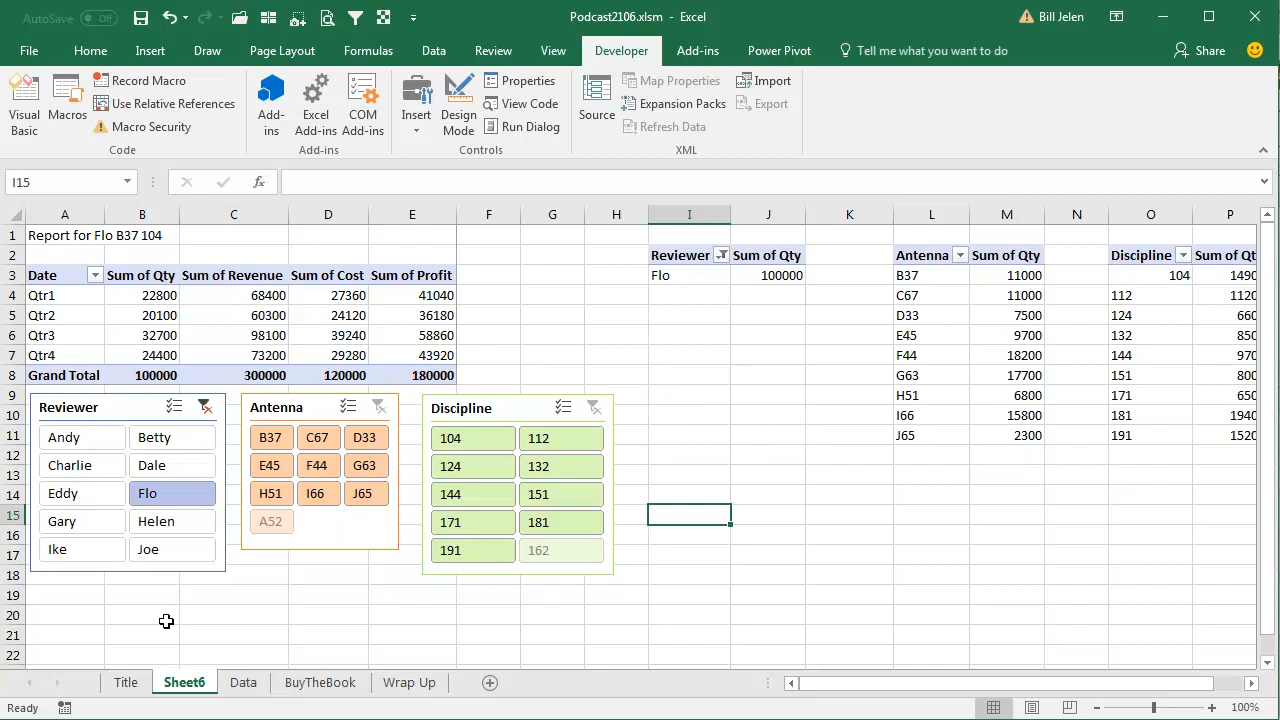 AutoSave Off Podcast2106.xlsm - Excel Bill Jelen
File Home Insert Draw Page Layout Formulas Data Review View Developer Add-ins Power Pivot Tell me what you want to do Share
Visual Basic
Macros
Record Macro
Use Relative References
Macro Security
Code
Add-ins
Excel Add-ins
COM Add-ins
Add-ins
Insert
Design Mode
Properties
View Code
Run Dialog
Controls
Source
Map Properties
Expansion Packs
Refresh Data
Import
Export
XML
I15 fx
A B C D E F G H I J K L M N O P
1 Report for Flo B37 104
2 Reviewer Sum of Qty Antenna Sum of Qty Discipline Sum of Qt
3 Date Sum of Qty Sum of Revenue Sum of Cost Sum of Profit Flo 100000 B37 11000 104 1490
4 Qtr1 22800 68400 27360 41040 C67 11000 112 1120
5 Qtr2 20100 60300 24120 36180 D33 7500 124 660
6 Qtr3 32700 98100 39240 58860 E45 9700 132 850
7 Qtr4 24400 73200 29280 43920 F44 18200 144 970
8 Grand Total 100000 300000 120000 180000 G63 17700 151 800
9 H51 6800 171 650
10 I66 15800 181 1940
11 J65 2300 191 1520
12
13
14
15
16
17
18
19
20
21
22
Reviewer
Andy Betty
Charlie Dale
Eddy Flo
Gary Helen
Ike Joe
Antenna
B37 C67 D33
E45 F44 G63
H51 I66 J65
A52
Discipline
104 112
124 132
144 151
171 181
191 162
Title Sheet6 Data BuyTheBook Wrap Up
Ready 100%